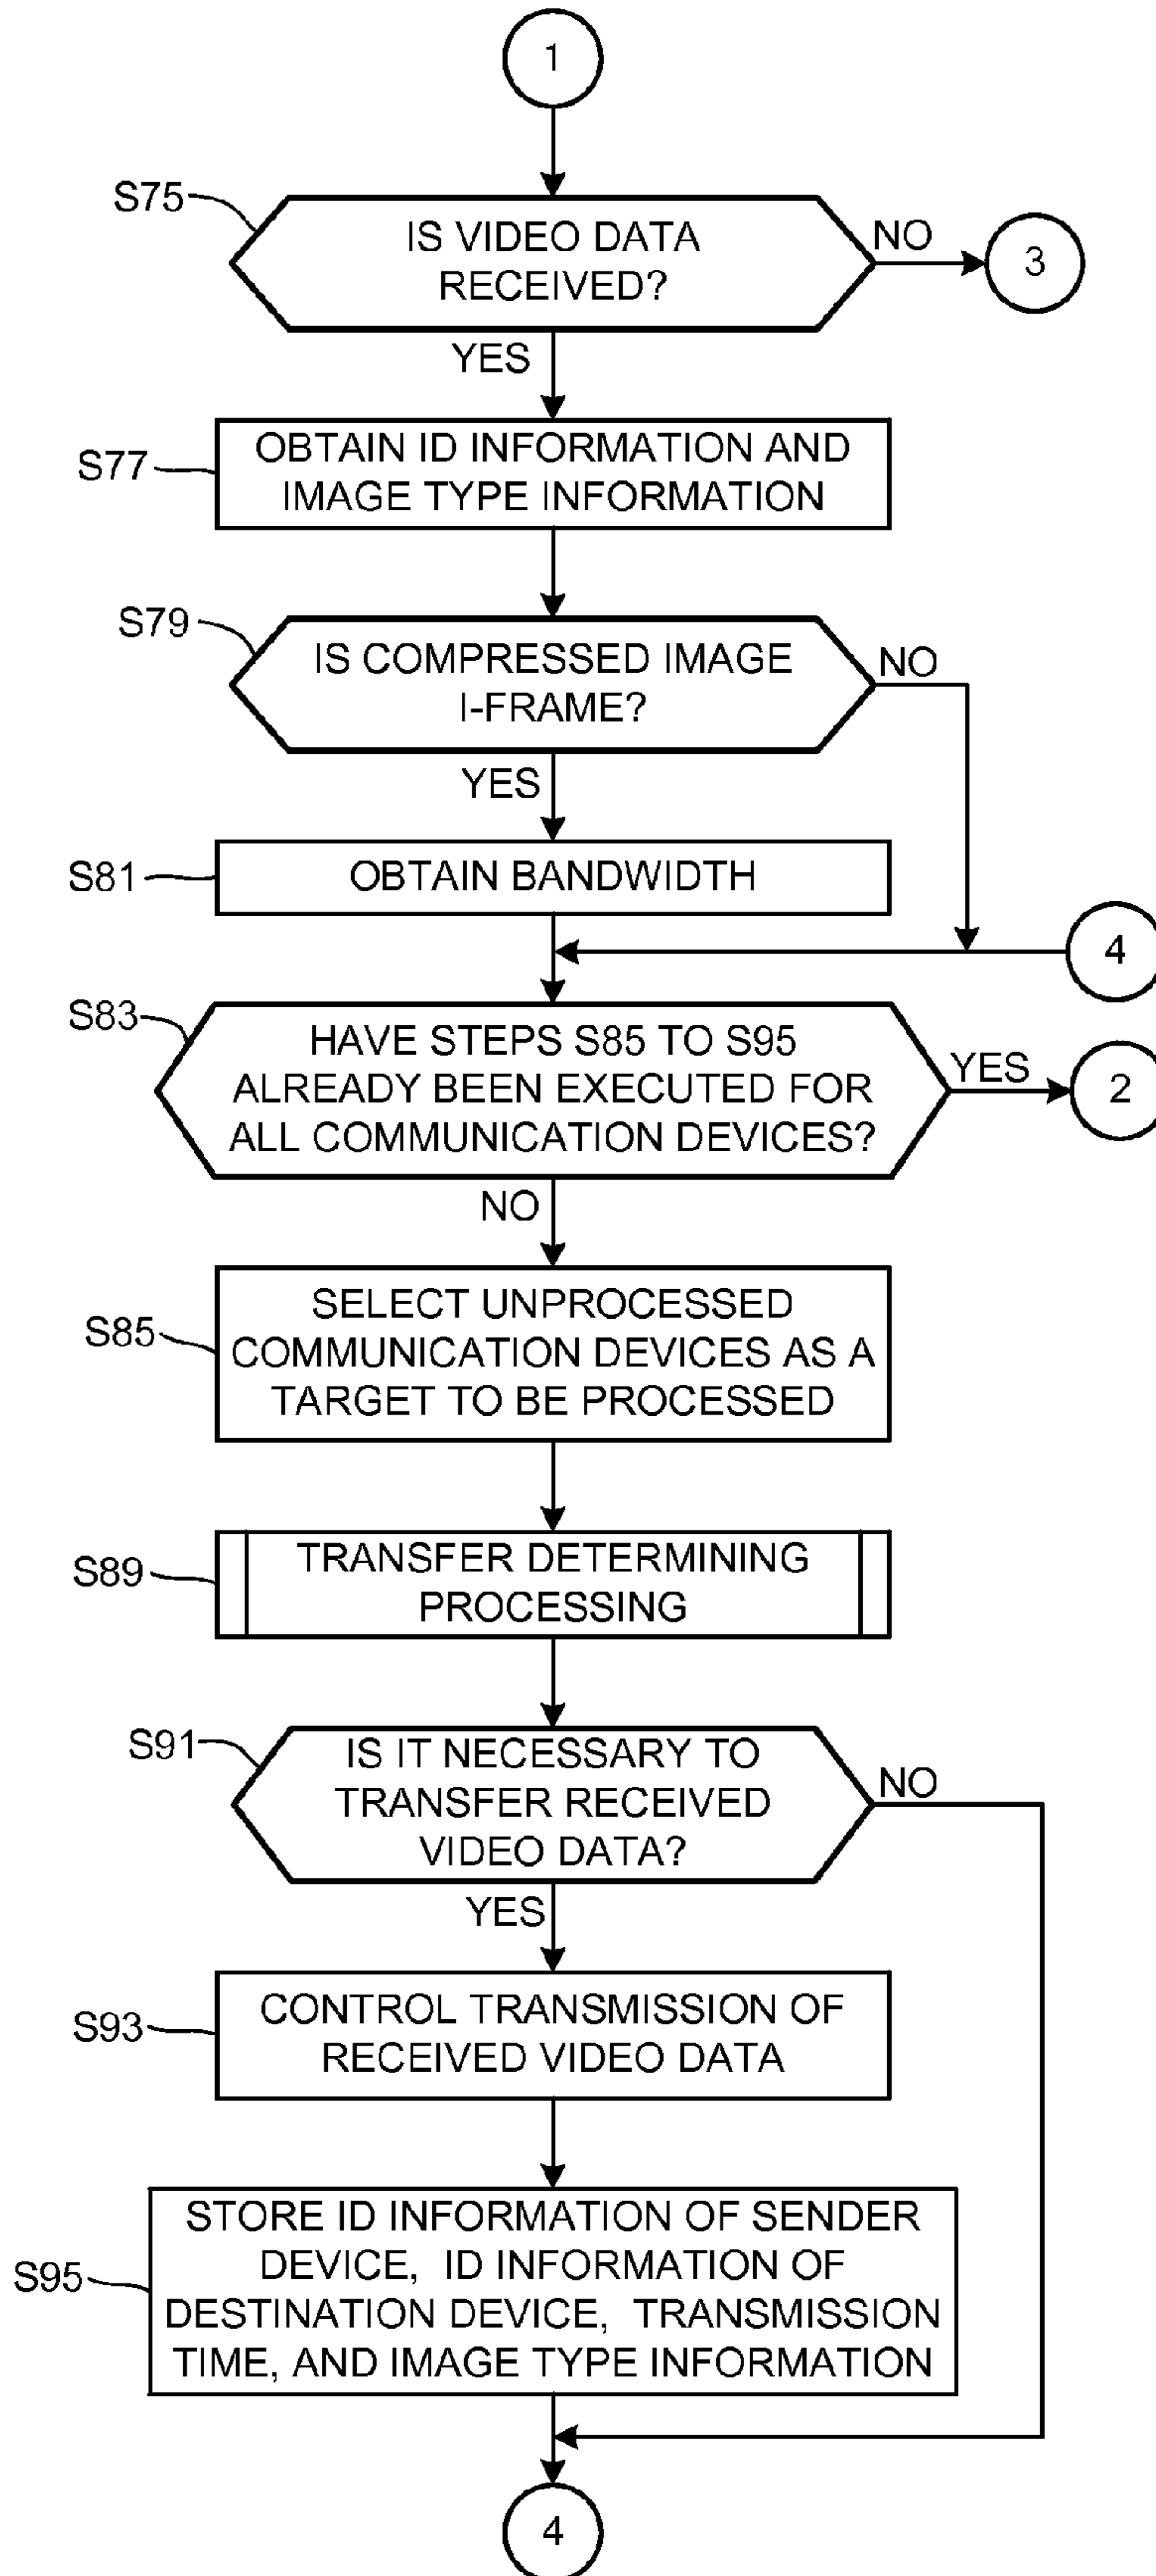 1
S75
IS VIDEO DATA
RECEIVED?
NO
3
YES
S77
OBTAIN ID INFORMATION AND
IMAGE TYPE INFORMATION
S79
IS COMPRESSED IMAGE
I-FRAME?
NO
YES
S81
OBTAIN BANDWIDTH
4
S83
HAVE STEPS S85 TO S95
ALREADY BEEN EXECUTED FOR
ALL COMMUNICATION DEVICES?
YES
2
NO
S85
SELECT UNPROCESSED
COMMUNICATION DEVICES AS A
TARGET TO BE PROCESSED
S89
TRANSFER DETERMINING
PROCESSING
S91
IS IT NECESSARY TO
TRANSFER RECEIVED
VIDEO DATA?
NO
YES
S93
CONTROL TRANSMISSION OF
RECEIVED VIDEO DATA
S95
STORE ID INFORMATION OF SENDER
DEVICE, ID INFORMATION OF
DESTINATION DEVICE, TRANSMISSION
TIME, AND IMAGE TYPE INFORMATION
4